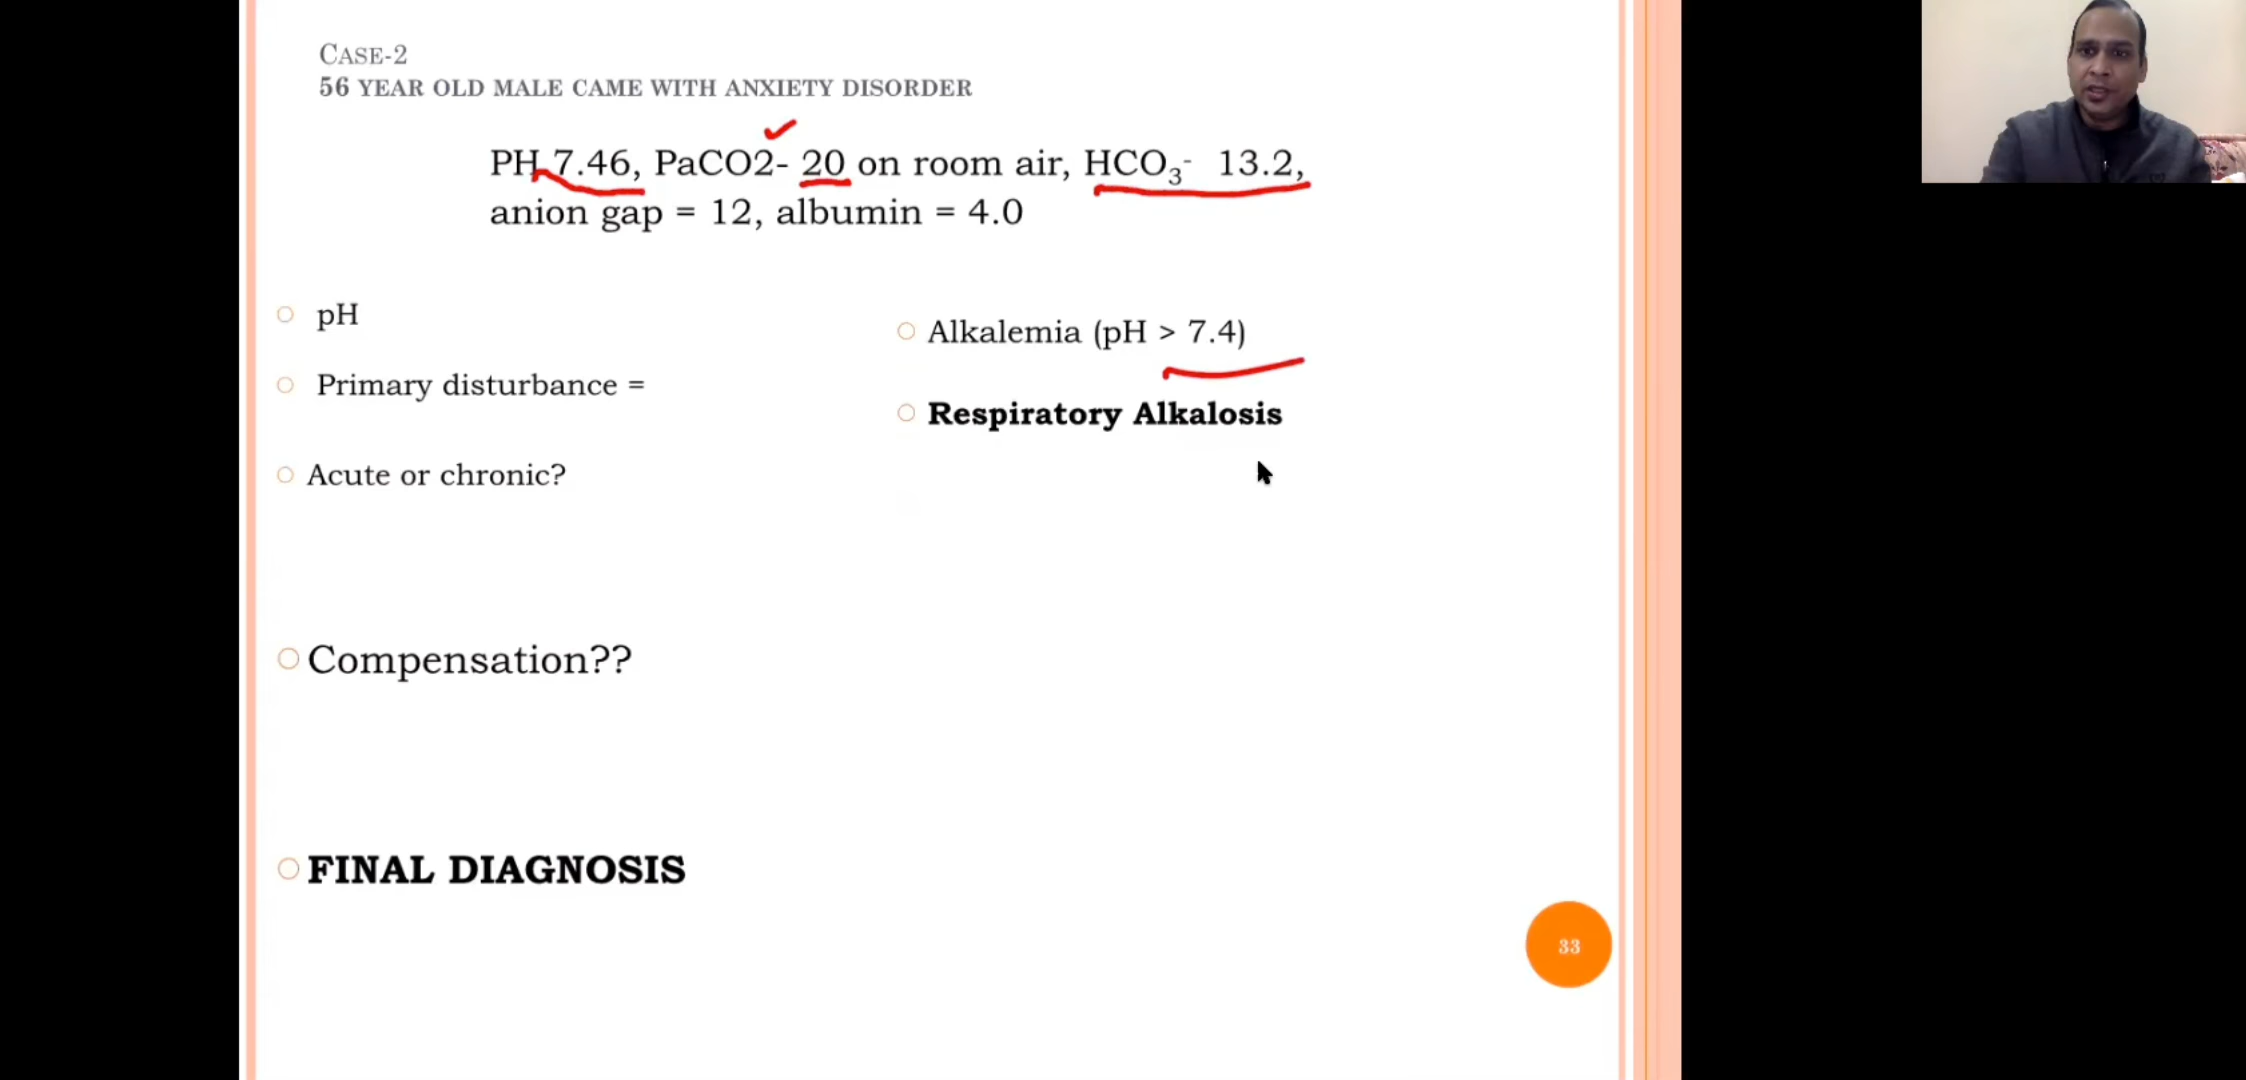 CASE-2
56 YEAR OLD MALE CAME WITH ANXIETY DISORDER
PH 7.46, PaCO2- 20 on room air, HCO₃⁻ 13.2,
anion gap = 12, albumin = 4.0
pH
Alkalemia (pH > 7.4)
Primary disturbance =
Respiratory Alkalosis
Acute or chronic?
Compensation??
FINAL DIAGNOSIS
33